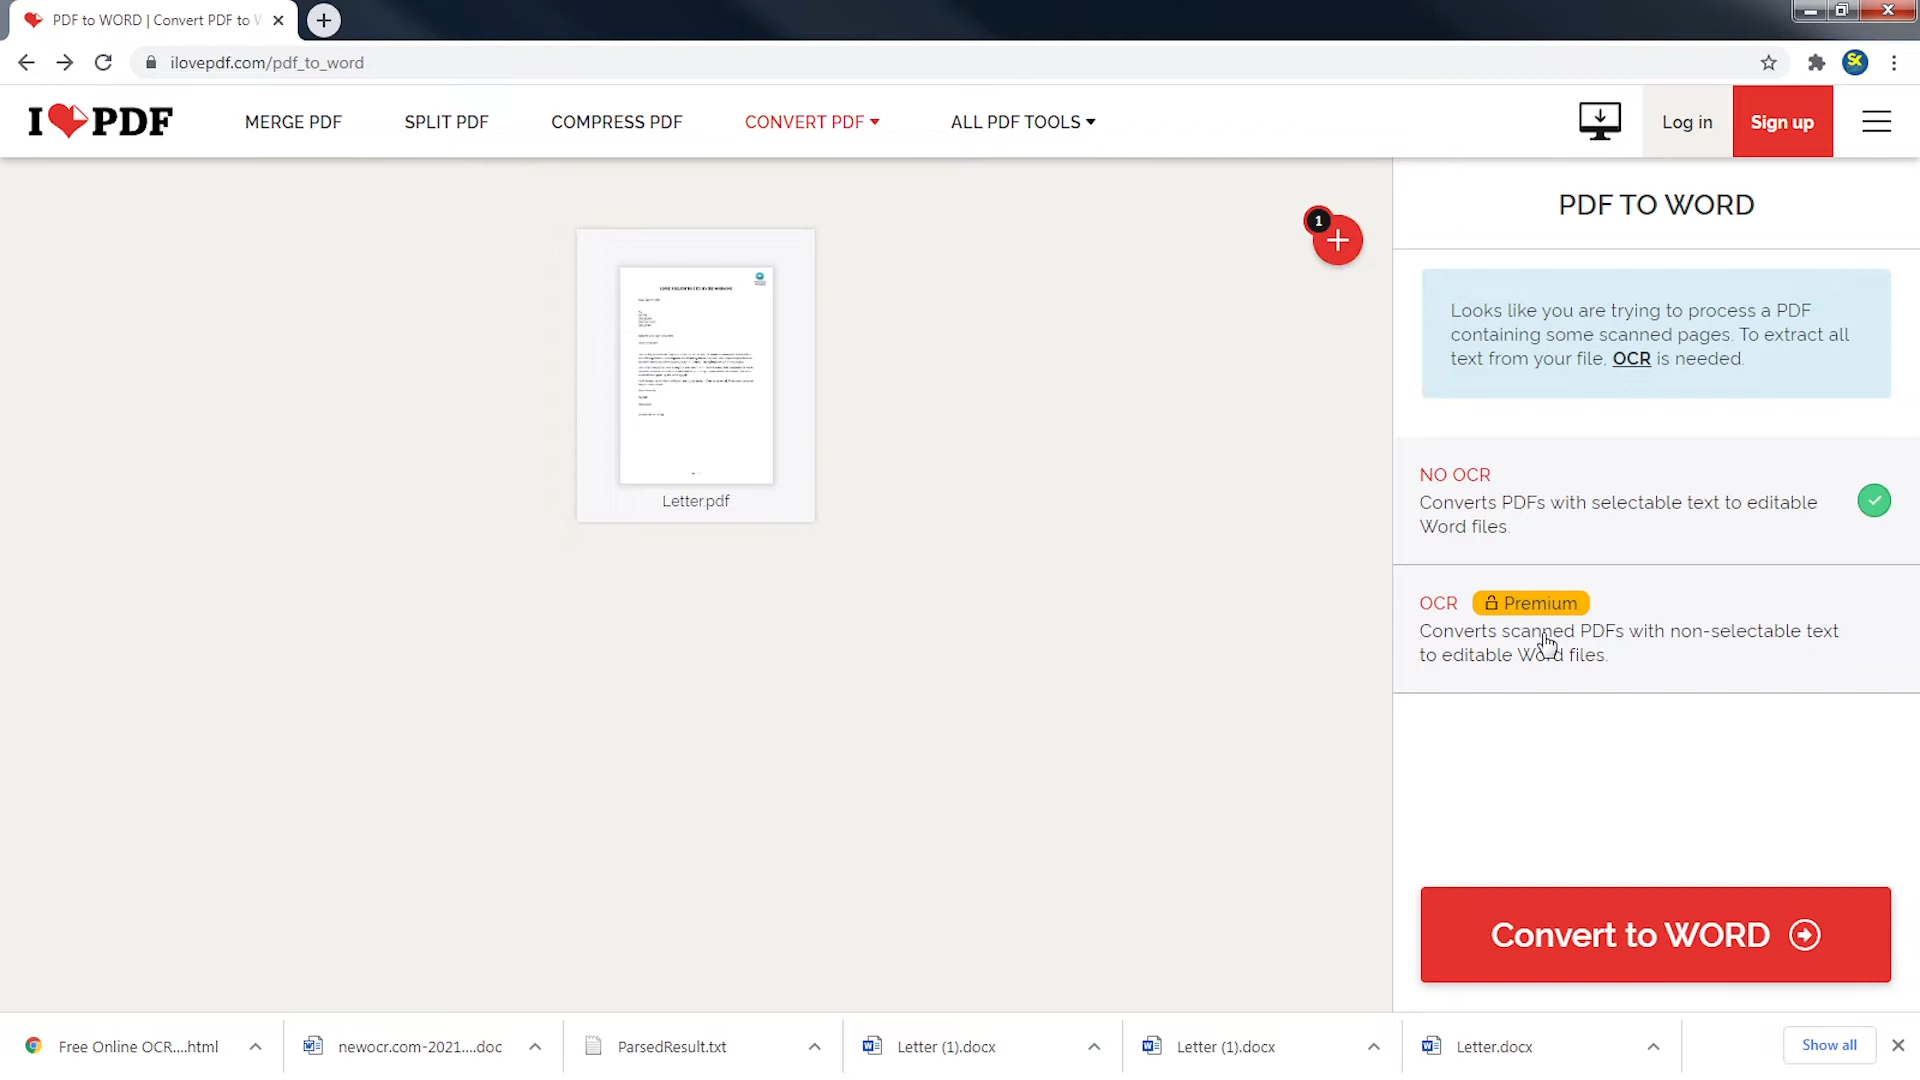 PDF to WORD | Convert PDF to W
ilovepdf.com/pdf_to_word
SK
I PDF
MERGE PDF
SPLIT PDF
COMPRESS PDF
CONVERT PDF
ALL PDF TOOLS
Log in
Sign up
1
Letter.pdf
PDF TO WORD
Looks like you are trying to process a PDF
containing some scanned pages. To extract all
text from your file, OCR is needed.
NO OCR
Converts PDFs with selectable text to editable
Word files.
OCR Premium
Converts scanned PDFs with non-selectable text
to editable Word files.
Convert to WORD
Free Online OCR....html
newocr.com-2021....doc
ParsedResult.txt
Letter (1).docx
Letter (1).docx
Letter.docx
Show all